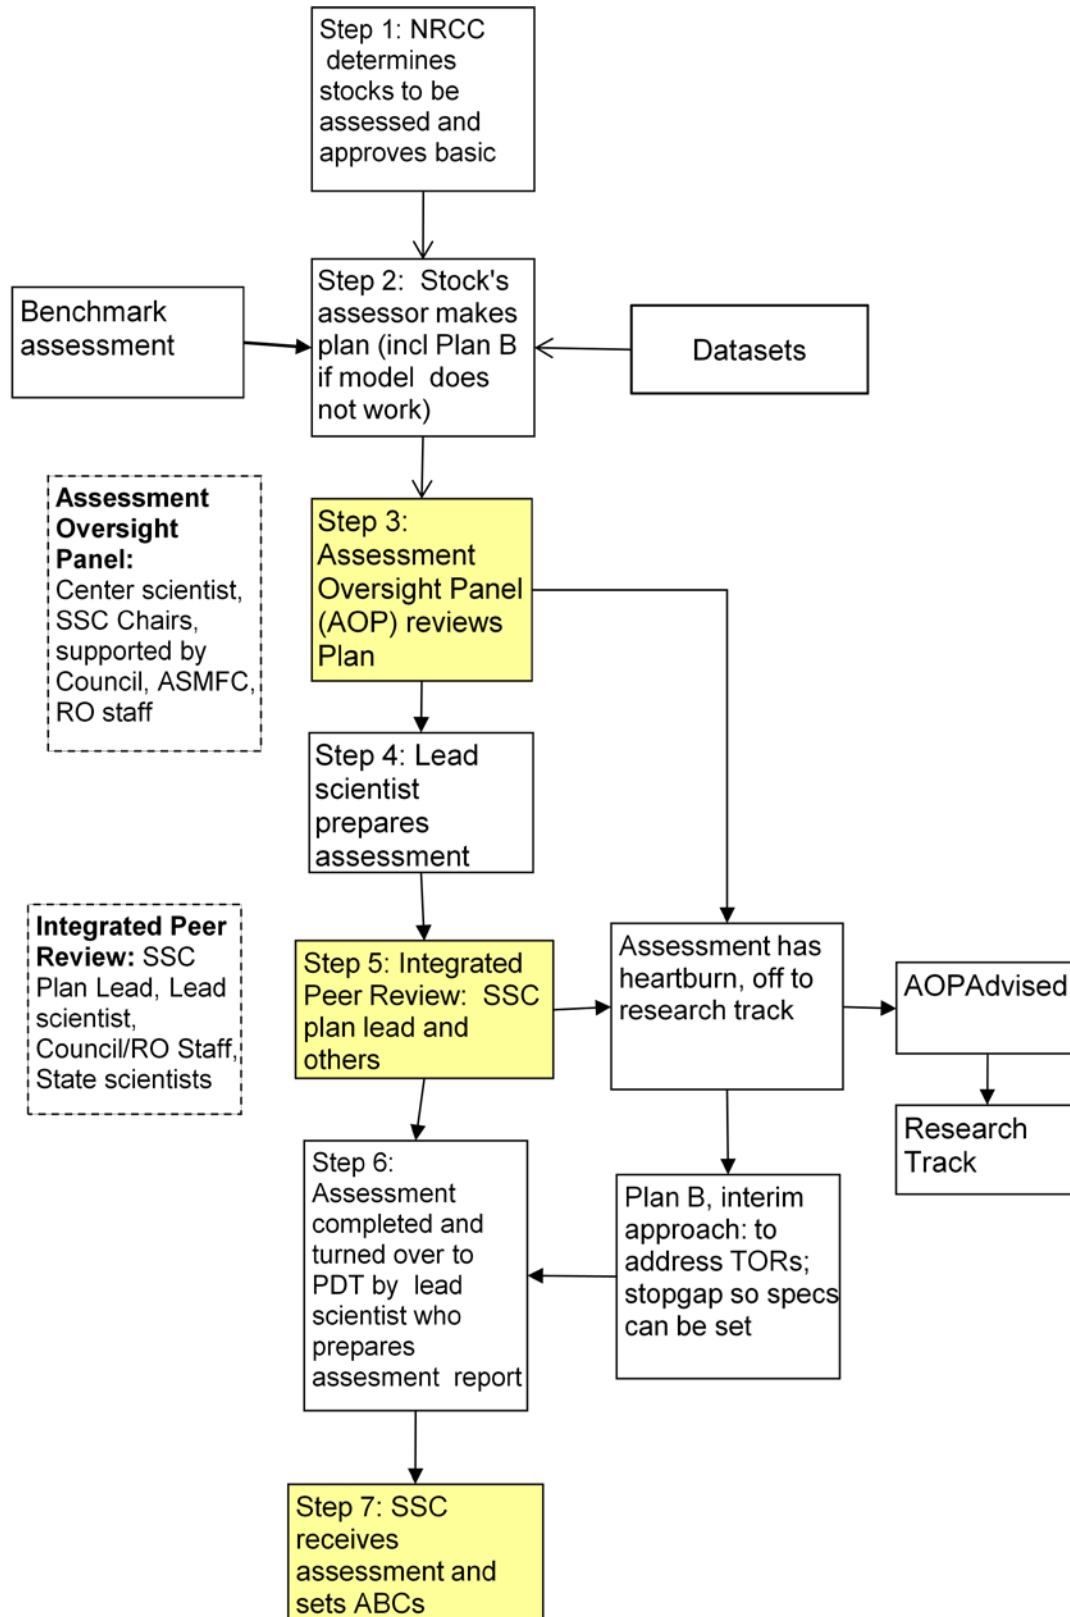 Step 1: NRCC
determines
stocks to be
assessed and
approves basic
Benchmark
assessment
Step 2: Stock's
assessor makes
plan (incl Plan B
if model does
not work)
Datasets
Assessment
Oversight
Panel:
Center scientist,
SSC Chairs,
supported by
Council, ASMFC,
RO staff
Step 3:
Assessment
Oversight Panel
(AOP) reviews
Plan
Step 4: Lead
scientist
prepares
assessment
Integrated Peer
Review: SSC
Plan Lead, Lead
scientist,
Council/RO Staff,
State scientists
Step 5: Integrated
Peer Review: SSC
plan lead and
others
Assessment has
heartburn, off to
research track
AOPAdvised
Research
Track
Step 6:
Assessment
completed and
turned over to
PDT by lead
scientist who
prepares
assesment report
Plan B, interim
approach: to
address TORs;
stopgap so specs
can be set
Step 7: SSC
receives
assessment and
sets ABCs